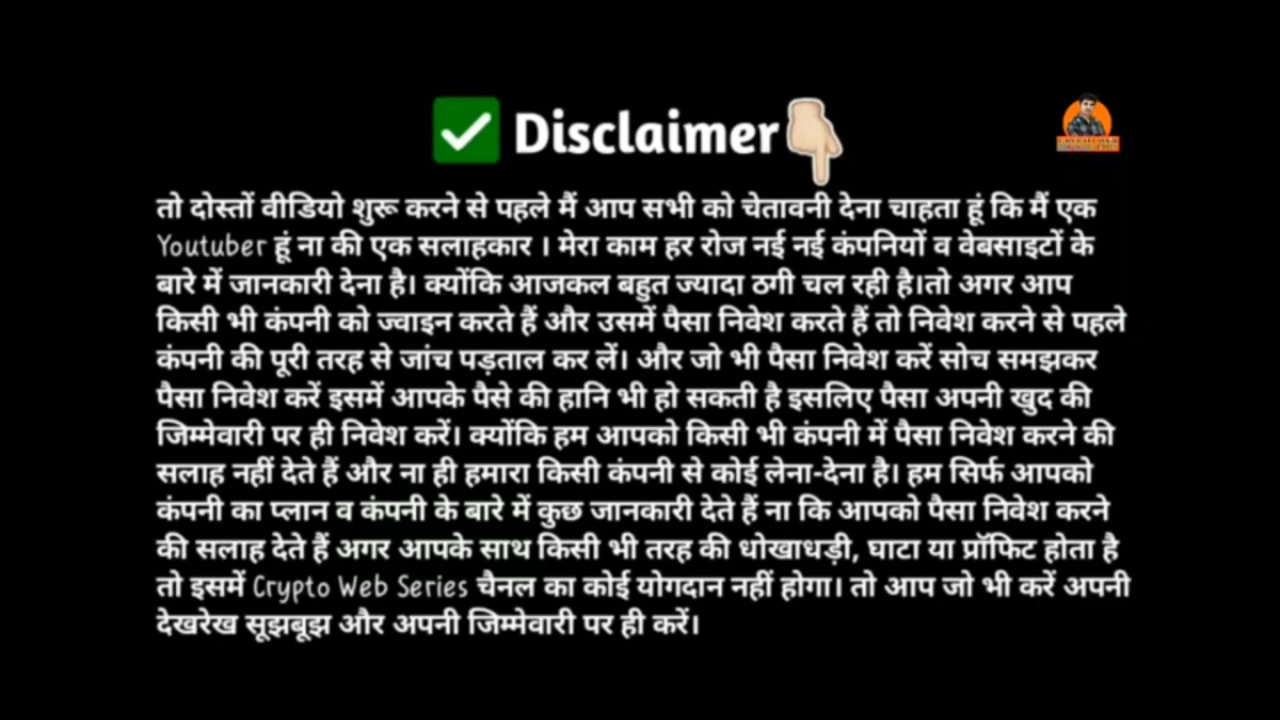 ✅ Disclaimer👇🏻
तो दोस्तों वीडियो शुरू करने से पहले मैं आप सभी को चेतावनी देना चाहता हूं कि मैं एक
Youtuber हूं ना की एक सलाहकार । मेरा काम हर रोज नई नई कंपनियों व वेबसाइटों के
बारे में जानकारी देना है। क्योंकि आजकल बहुत ज्यादा ठगी चल रही है।तो अगर आप
किसी भी कंपनी को ज्वाइन करते हैं और उसमें पैसा निवेश करते हैं तो निवेश करने से पहले
कंपनी की पूरी तरह से जांच पड़ताल कर लें। और जो भी पैसा निवेश करें सोच समझकर
पैसा निवेश करें इसमें आपके पैसे की हानि भी हो सकती है इसलिए पैसा अपनी खुद की
जिम्मेवारी पर ही निवेश करें। क्योंकि हम आपको किसी भी कंपनी में पैसा निवेश करने की
सलाह नहीं देते हैं और ना ही हमारा किसी कंपनी से कोई लेना-देना है। हम सिर्फ आपको
कंपनी का प्लान व कंपनी के बारे में कुछ जानकारी देते हैं ना कि आपको पैसा निवेश करने
की सलाह देते हैं अगर आपके साथ किसी भी तरह की धोखाधड़ी, घाटा या प्रॉफिट होता है
तो इसमें Crypto Web Series चैनल का कोई योगदान नहीं होगा। तो आप जो भी करें अपनी
देखरेख सूझबूझ और अपनी जिम्मेवारी पर ही करें।